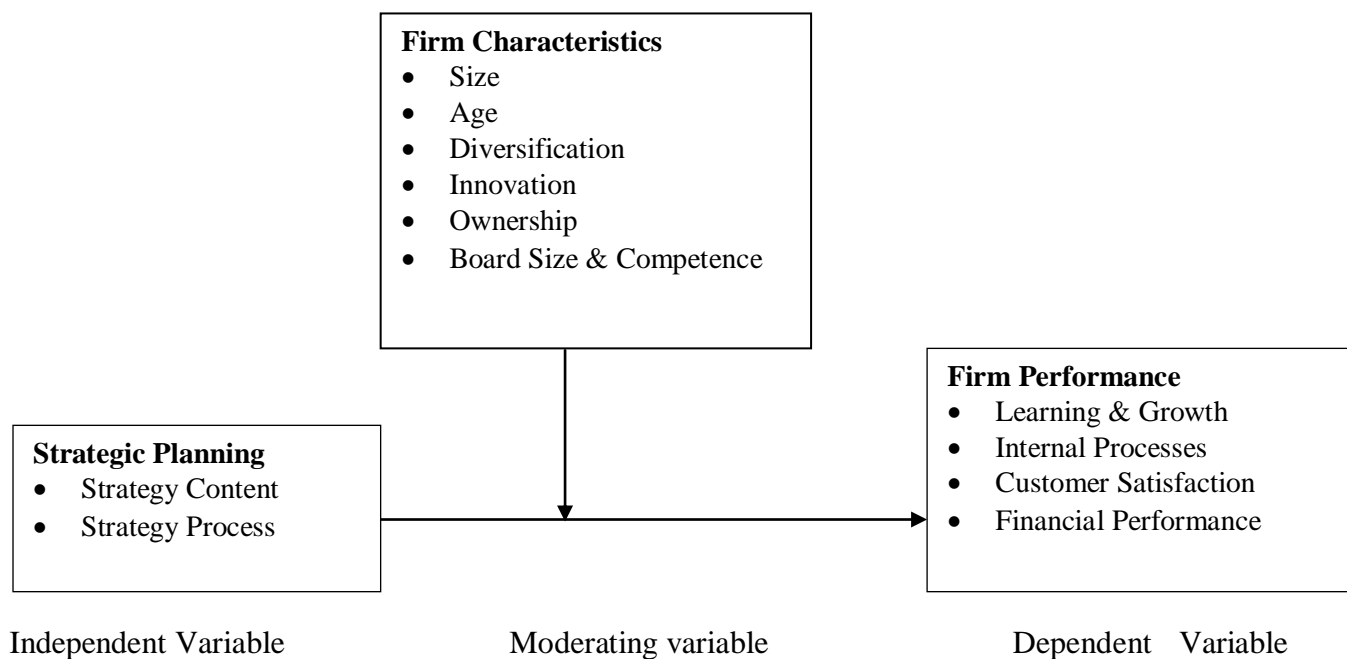 Firm Characteristics
• Size
• Age
• Diversification
• Innovation
• Ownership
• Board Size & Competence
Strategic Planning
• Strategy Content
• Strategy Process
Firm Performance
• Learning & Growth
• Internal Processes
• Customer Satisfaction
• Financial Performance
Independent Variable Moderating variable Dependent Variable